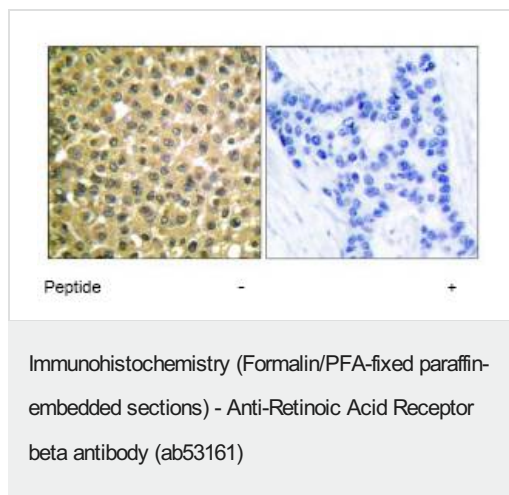 Peptide - +
Immunohistochemistry (Formalin/PFA-fixed paraffin-
embedded sections) - Anti-Retinoic Acid Receptor
beta antibody (ab53161)